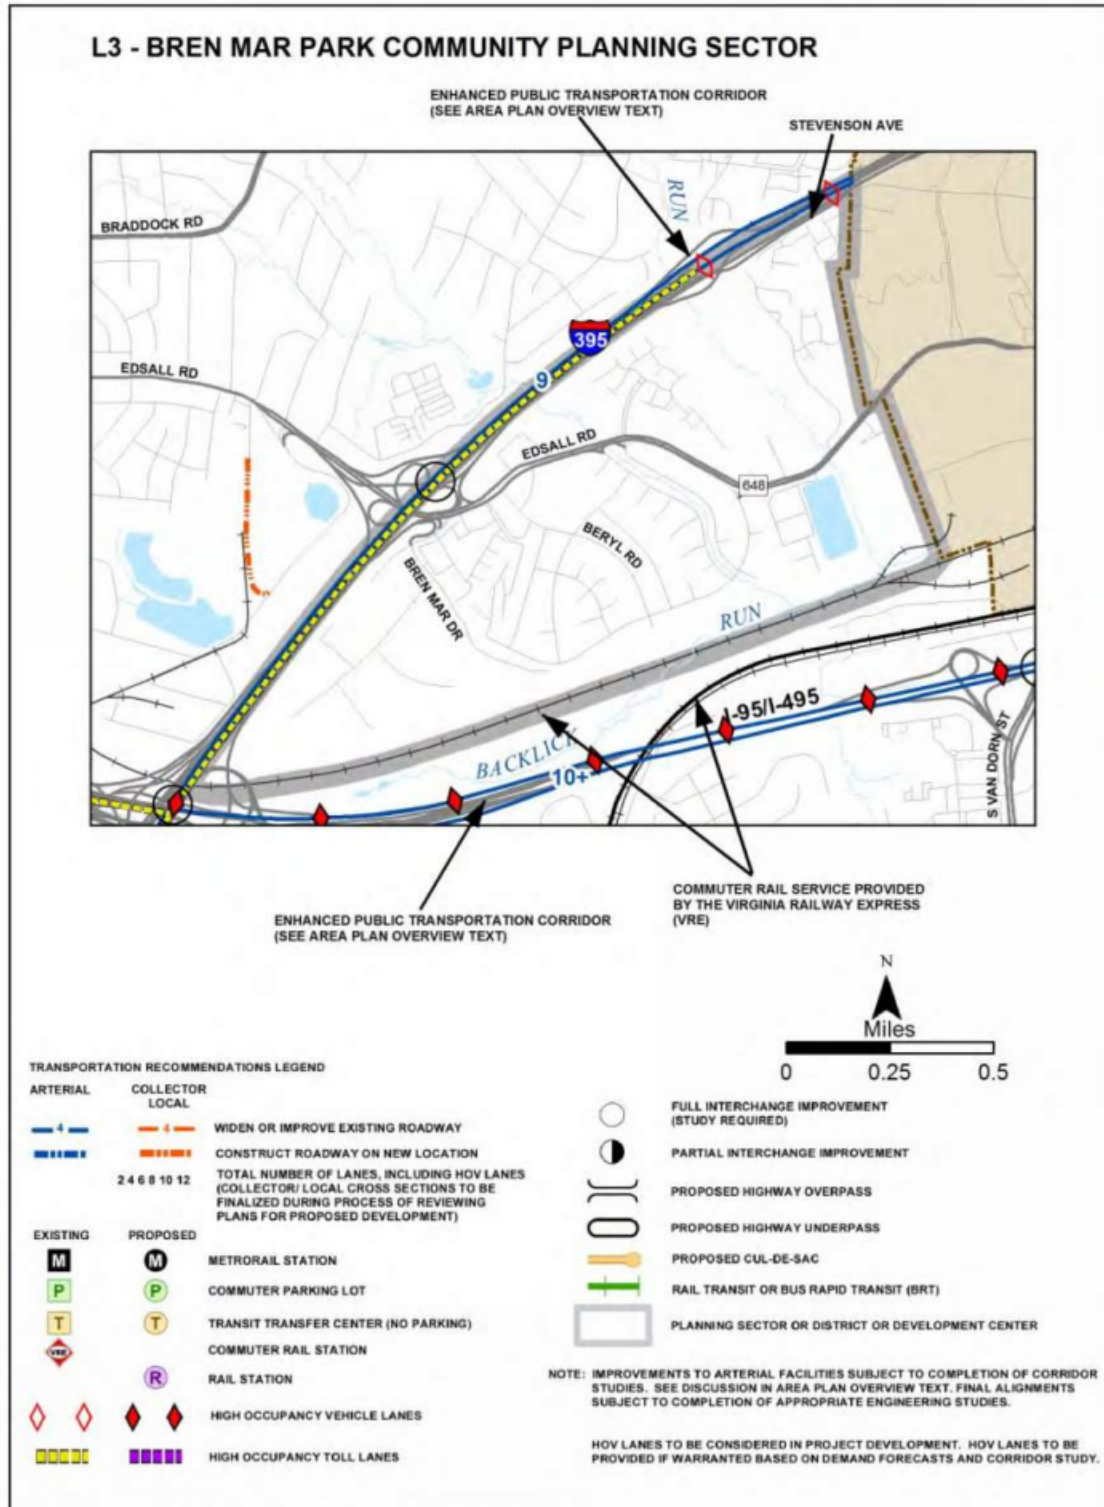 L3 - BREN MAR PARK COMMUNITY PLANNING SECTOR
ENHANCED PUBLIC TRANSPORTATION CORRIDOR
(SEE AREA PLAN OVERVIEW TEXT)
STEVENSON AVE
RUN
BRADDOCK RD
395
EDSALL RD
9
EDSALL RD
648
BERYL RD
BREN MAR DR
RUN
I-95/I-495
BACKLICK
10+
S VAN DORN ST
COMMUTER RAIL SERVICE PROVIDED
BY THE VIRGINIA RAILWAY EXPRESS
(VRE)
ENHANCED PUBLIC TRANSPORTATION CORRIDOR
(SEE AREA PLAN OVERVIEW TEXT)
N
Miles
0 0.25 0.5
TRANSPORTATION RECOMMENDATIONS LEGEND
ARTERIAL COLLECTOR
LOCAL
4 4 WIDEN OR IMPROVE EXISTING ROADWAY
CONSTRUCT ROADWAY ON NEW LOCATION
2 4 6 8 10 12 TOTAL NUMBER OF LANES, INCLUDING HOV LANES
(COLLECTOR/ LOCAL CROSS SECTIONS TO BE
FINALIZED DURING PROCESS OF REVIEWING
PLANS FOR PROPOSED DEVELOPMENT)
EXISTING PROPOSED
M M METRORAIL STATION
P P COMMUTER PARKING LOT
T T TRANSIT TRANSFER CENTER (NO PARKING)
VRE COMMUTER RAIL STATION
R RAIL STATION
HIGH OCCUPANCY VEHICLE LANES
HIGH OCCUPANCY TOLL LANES
FULL INTERCHANGE IMPROVEMENT
(STUDY REQUIRED)
PARTIAL INTERCHANGE IMPROVEMENT
PROPOSED HIGHWAY OVERPASS
PROPOSED HIGHWAY UNDERPASS
PROPOSED CUL-DE-SAC
RAIL TRANSIT OR BUS RAPID TRANSIT (BRT)
PLANNING SECTOR OR DISTRICT OR DEVELOPMENT CENTER
NOTE: IMPROVEMENTS TO ARTERIAL FACILITIES SUBJECT TO COMPLETION OF CORRIDOR
STUDIES. SEE DISCUSSION IN AREA PLAN OVERVIEW TEXT. FINAL ALIGNMENTS
SUBJECT TO COMPLETION OF APPROPRIATE ENGINEERING STUDIES.
HOV LANES TO BE CONSIDERED IN PROJECT DEVELOPMENT. HOV LANES TO BE
PROVIDED IF WARRANTED BASED ON DEMAND FORECASTS AND CORRIDOR STUDY.